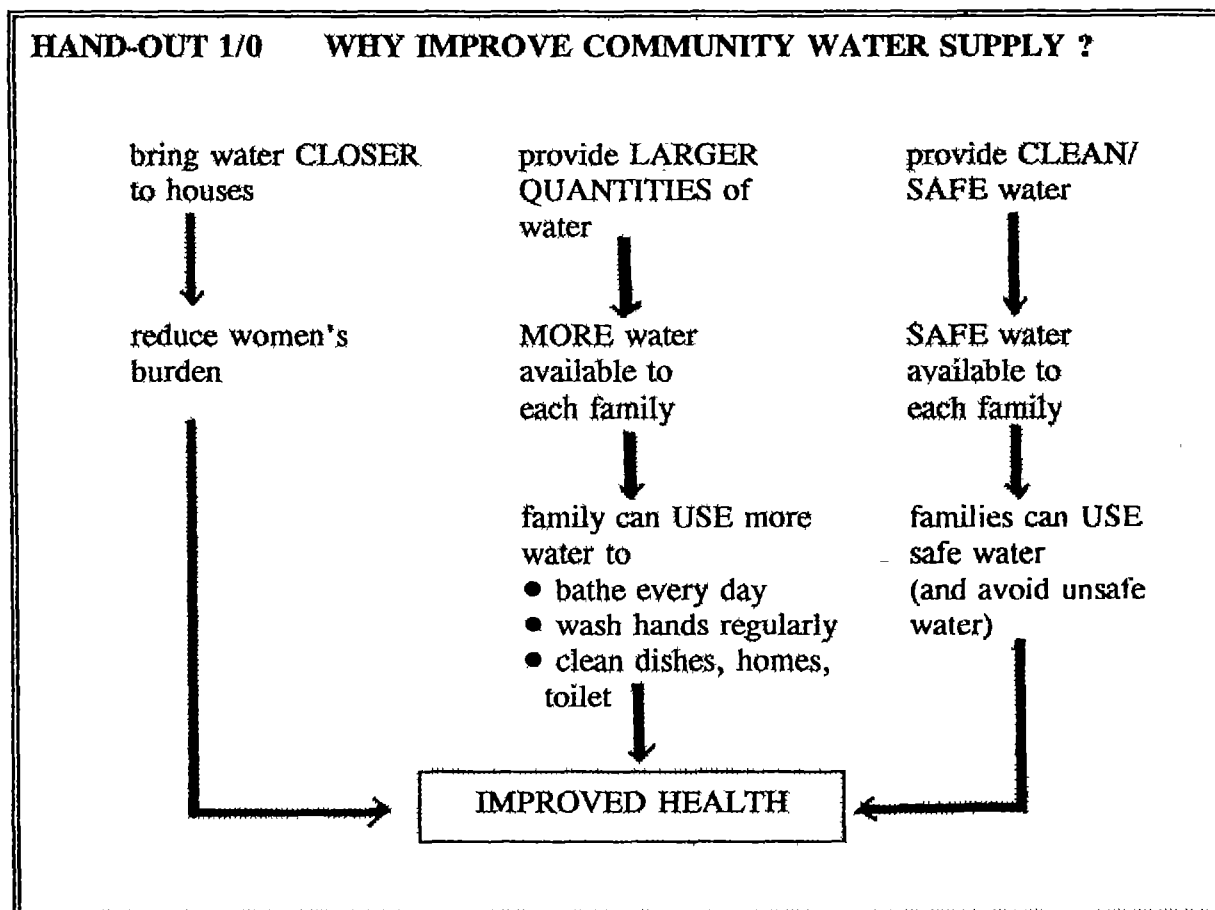 HAND-OUT 1/0 WHY IMPROVE COMMUNITY WATER SUPPLY ?
bring water CLOSER
to houses
reduce women's
burden
provide LARGER
QUANTITIES of
water
MORE water
available to
each family
family can USE more
water to
● bathe every day
● wash hands regularly
● clean dishes, homes,
toilet
provide CLEAN/
SAFE water
SAFE water
available to
each family
families can USE
safe water
(and avoid unsafe
water)
IMPROVED HEALTH